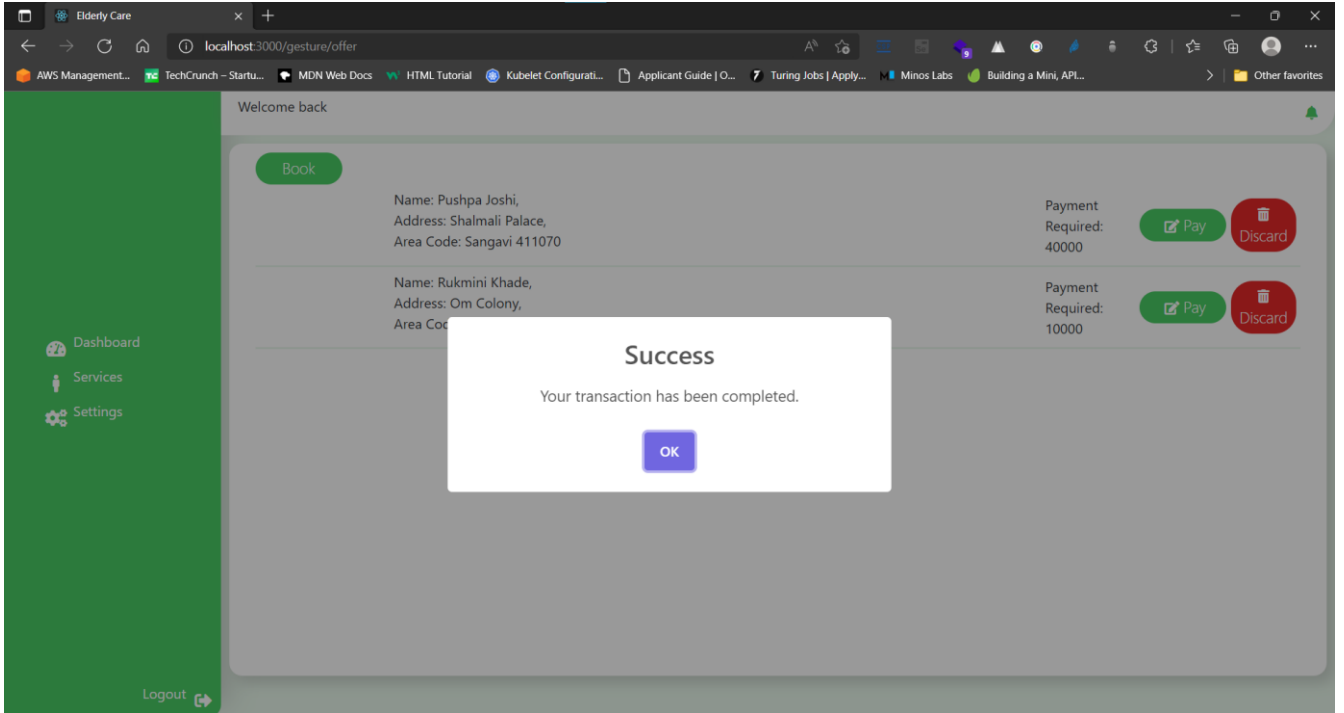 Elderly Care
localhost:3000/gesture/offer
AWS Management... TechCrunch – Startu... MDN Web Docs HTML Tutorial Kubelet Configurati... Applicant Guide | O... Turing Jobs | Apply... Minos Labs Building a Mini, API... Other favorites
Welcome back
Book
Name: Pushpa Joshi,
Address: Shalmali Palace,
Area Code: Sangavi 411070
Payment
Required:
40000
Pay
Discard
Name: Rukmini Khade,
Address: Om Colony,
Area Coc
Payment
Required:
10000
Pay
Discard
Success
Your transaction has been completed.
OK
Dashboard
Services
Settings
Logout